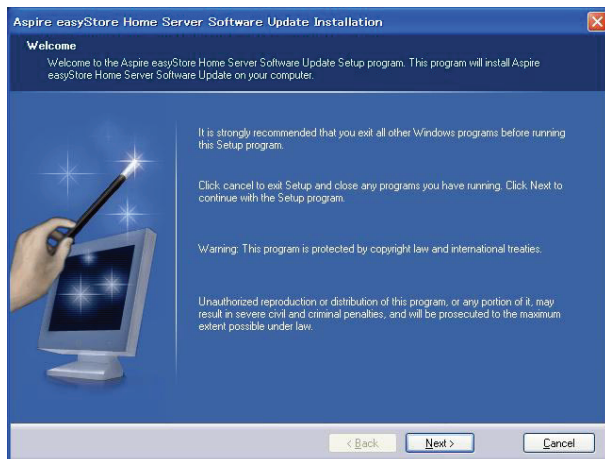 Aspire easyStore Home Server Software Update Installation
Welcome
Welcome to the Aspire easyStore Home Server Software Update Setup program. This program will install Aspire
easyStore Home Server Software Update on your computer.
It is strongly recommended that you exit all other Windows programs before running
this Setup program.
Click cancel to exit Setup and close any programs you have running. Click Next to
continue with the Setup program.
Warning: This program is protected by copyright law and international treaties.
Unauthorized reproduction or distribution of this program, or any portion of it, may
result in severe civil and criminal penalties, and will be prosecuted to the maximum
extent possible under law.
< Back Next > Cancel